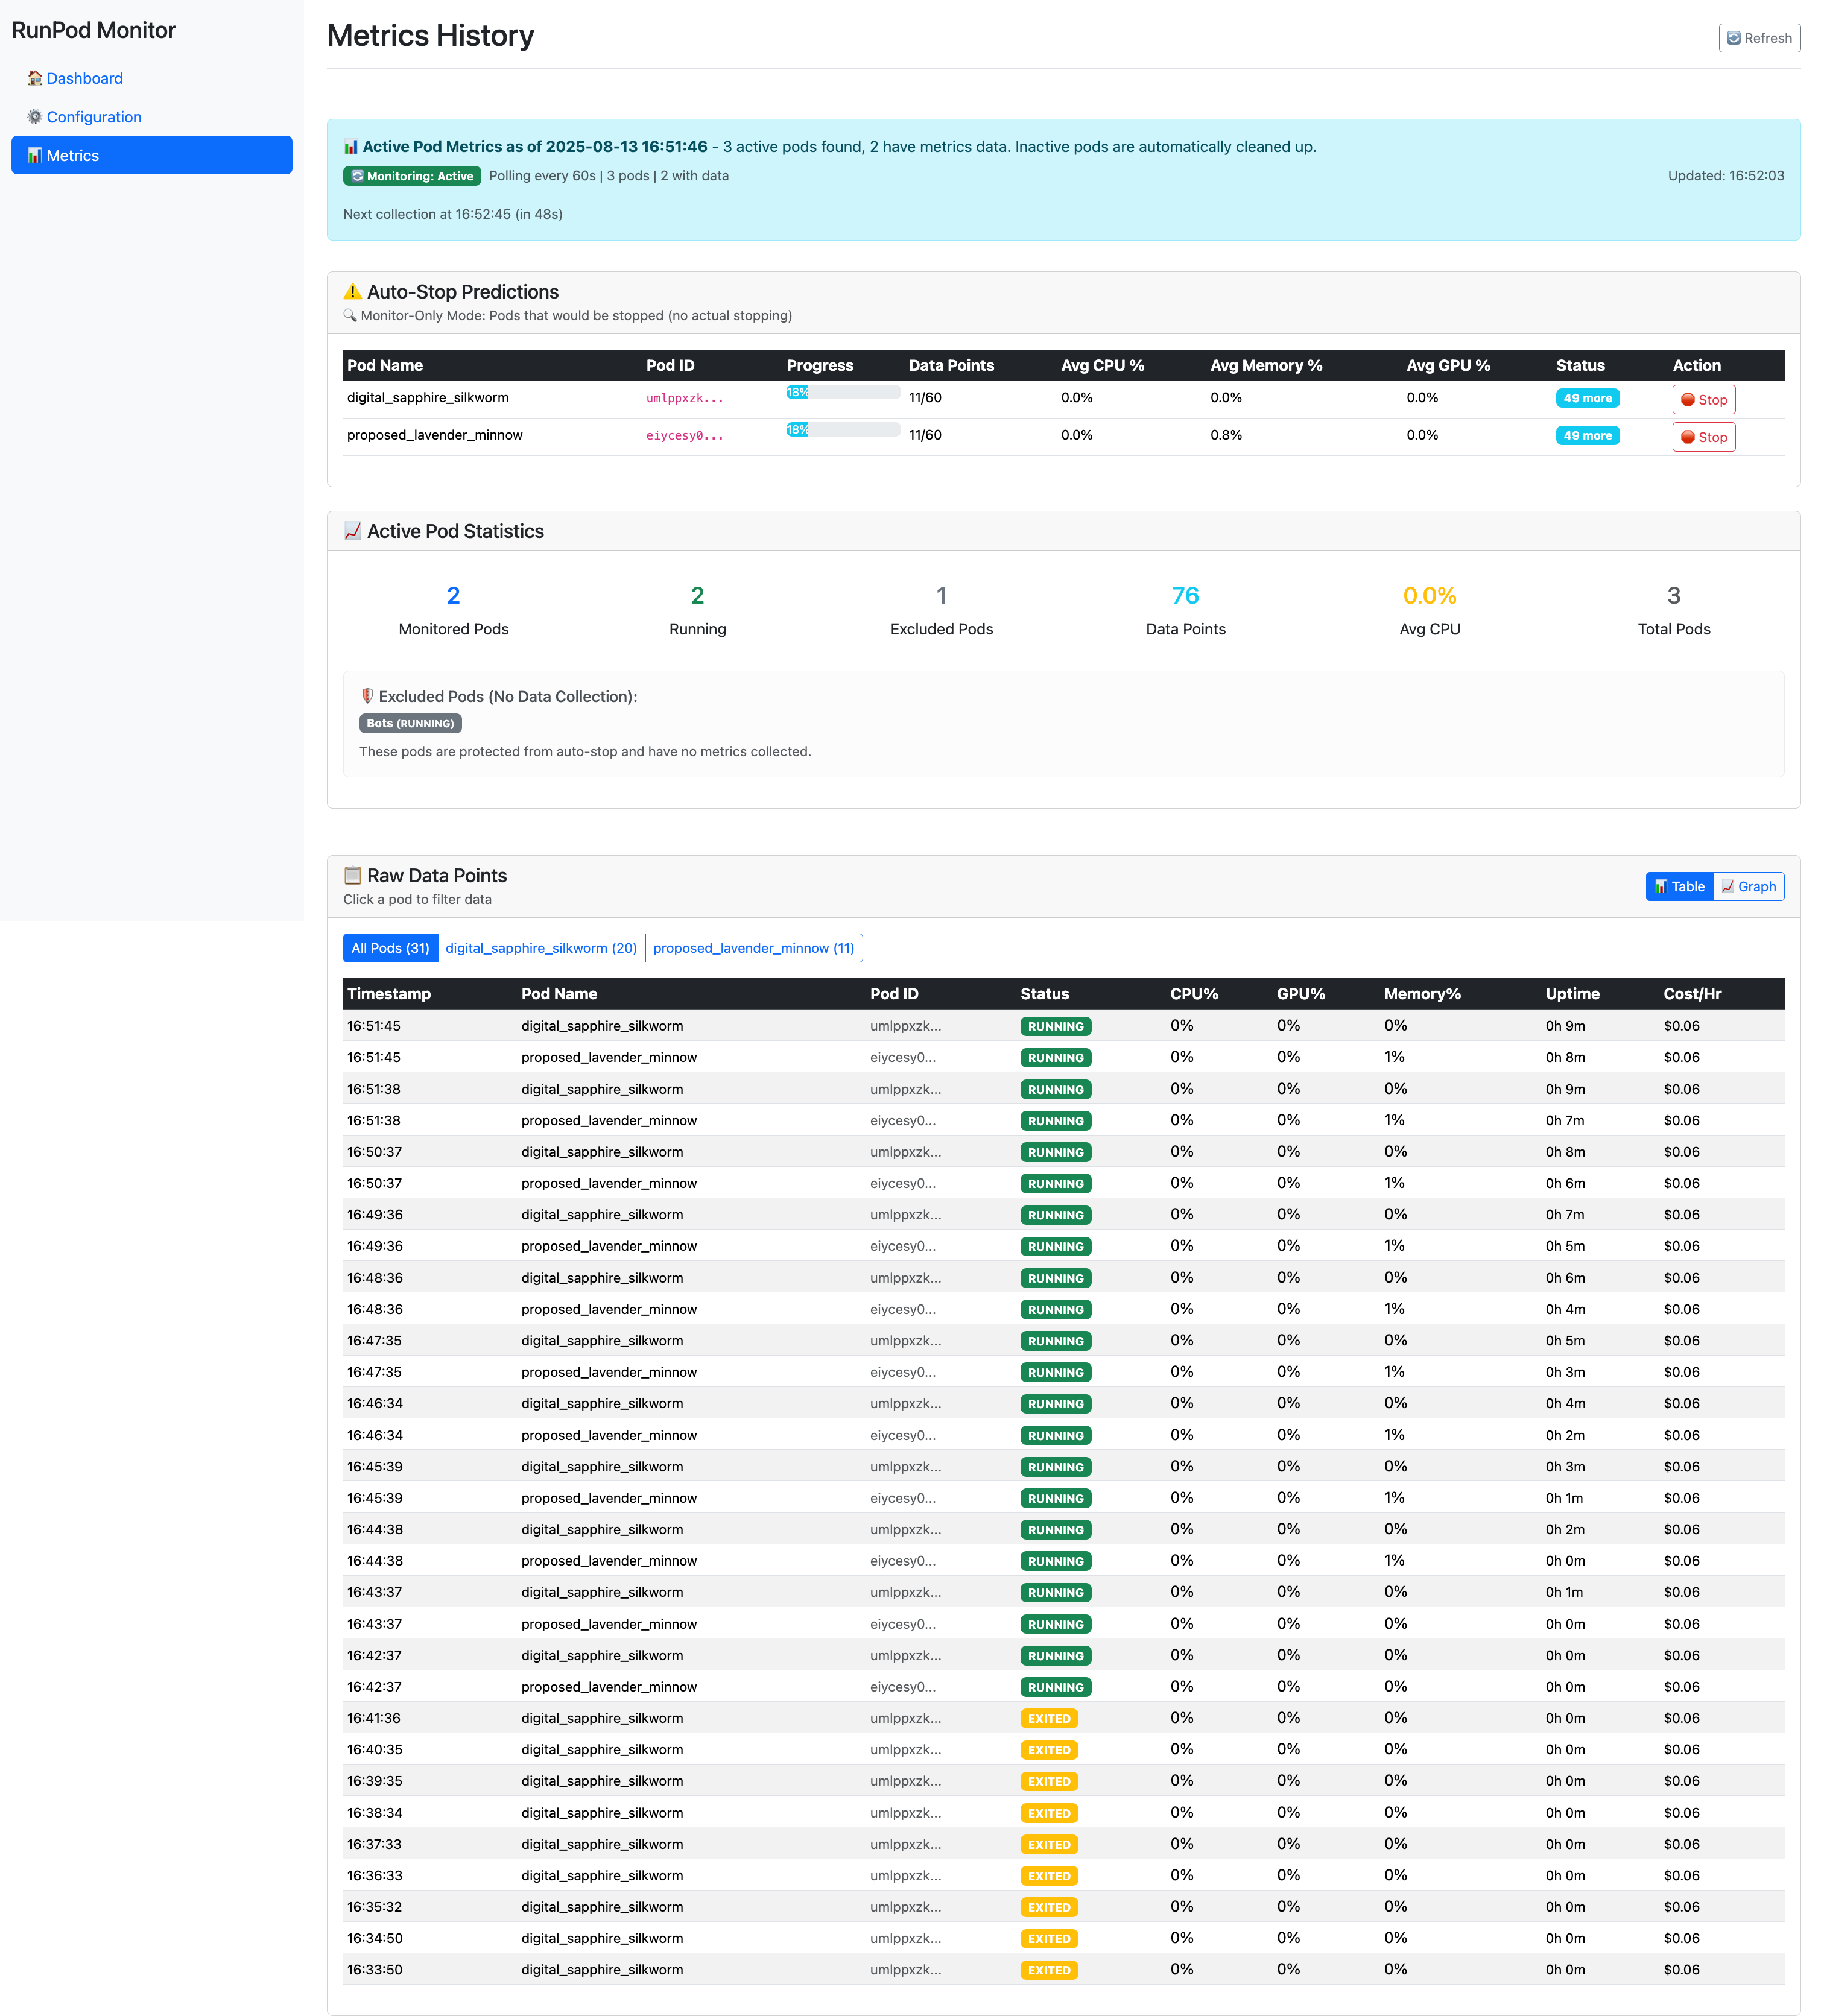 RunPod Monitor
Dashboard
Configuration
Metrics
Metrics History
Refresh
Active Pod Metrics as of 2025-08-13 16:51:46 - 3 active pods found, 2 have metrics data. Inactive pods are automatically cleaned up.
Monitoring: Active Polling every 60s | 3 pods | 2 with data Updated: 16:52:03
Next collection at 16:52:45 (in 48s)
Auto-Stop Predictions
Monitor-Only Mode: Pods that would be stopped (no actual stopping)
Pod Name Pod ID Progress Data Points Avg CPU % Avg Memory % Avg GPU % Status Action
digital_sapphire_silkworm umlppxzk... 18% 11/60 0.0% 0.0% 0.0% 49 more Stop
proposed_lavender_minnow eiycesy0... 18% 11/60 0.0% 0.8% 0.0% 49 more Stop
Active Pod Statistics
2 2 1 76 0.0% 3
Monitored Pods Running Excluded Pods Data Points Avg CPU Total Pods
Excluded Pods (No Data Collection):
Bots (RUNNING)
These pods are protected from auto-stop and have no metrics collected.
Raw Data Points
Click a pod to filter data
Table Graph
All Pods (31) digital_sapphire_silkworm (20) proposed_lavender_minnow (11)
Timestamp Pod Name Pod ID Status CPU% GPU% Memory% Uptime Cost/Hr
16:51:45 digital_sapphire_silkworm umlppxzk... RUNNING 0% 0% 0% 0h 9m $0.06
16:51:45 proposed_lavender_minnow eiycesy0... RUNNING 0% 0% 1% 0h 8m $0.06
16:51:38 digital_sapphire_silkworm umlppxzk... RUNNING 0% 0% 0% 0h 9m $0.06
16:51:38 proposed_lavender_minnow eiycesy0... RUNNING 0% 0% 1% 0h 7m $0.06
16:50:37 digital_sapphire_silkworm umlppxzk... RUNNING 0% 0% 0% 0h 8m $0.06
16:50:37 proposed_lavender_minnow eiycesy0... RUNNING 0% 0% 1% 0h 6m $0.06
16:49:36 digital_sapphire_silkworm umlppxzk... RUNNING 0% 0% 0% 0h 7m $0.06
16:49:36 proposed_lavender_minnow eiycesy0... RUNNING 0% 0% 1% 0h 5m $0.06
16:48:36 digital_sapphire_silkworm umlppxzk... RUNNING 0% 0% 0% 0h 6m $0.06
16:48:36 proposed_lavender_minnow eiycesy0... RUNNING 0% 0% 1% 0h 4m $0.06
16:47:35 digital_sapphire_silkworm umlppxzk... RUNNING 0% 0% 0% 0h 5m $0.06
16:47:35 proposed_lavender_minnow eiycesy0... RUNNING 0% 0% 1% 0h 3m $0.06
16:46:34 digital_sapphire_silkworm umlppxzk... RUNNING 0% 0% 0% 0h 4m $0.06
16:46:34 proposed_lavender_minnow eiycesy0... RUNNING 0% 0% 1% 0h 2m $0.06
16:45:39 digital_sapphire_silkworm umlppxzk... RUNNING 0% 0% 0% 0h 3m $0.06
16:45:39 proposed_lavender_minnow eiycesy0... RUNNING 0% 0% 1% 0h 1m $0.06
16:44:38 digital_sapphire_silkworm umlppxzk... RUNNING 0% 0% 0% 0h 2m $0.06
16:44:38 proposed_lavender_minnow eiycesy0... RUNNING 0% 0% 1% 0h 0m $0.06
16:43:37 digital_sapphire_silkworm umlppxzk... RUNNING 0% 0% 0% 0h 1m $0.06
16:43:37 proposed_lavender_minnow eiycesy0... RUNNING 0% 0% 0% 0h 0m $0.06
16:42:37 digital_sapphire_silkworm umlppxzk... RUNNING 0% 0% 0% 0h 0m $0.06
16:42:37 proposed_lavender_minnow eiycesy0... RUNNING 0% 0% 0% 0h 0m $0.06
16:41:36 digital_sapphire_silkworm umlppxzk... EXITED 0% 0% 0% 0h 0m $0.06
16:40:35 digital_sapphire_silkworm umlppxzk... EXITED 0% 0% 0% 0h 0m $0.06
16:39:35 digital_sapphire_silkworm umlppxzk... EXITED 0% 0% 0% 0h 0m $0.06
16:38:34 digital_sapphire_silkworm umlppxzk... EXITED 0% 0% 0% 0h 0m $0.06
16:37:33 digital_sapphire_silkworm umlppxzk... EXITED 0% 0% 0% 0h 0m $0.06
16:36:33 digital_sapphire_silkworm umlppxzk... EXITED 0% 0% 0% 0h 0m $0.06
16:35:32 digital_sapphire_silkworm umlppxzk... EXITED 0% 0% 0% 0h 0m $0.06
16:34:50 digital_sapphire_silkworm umlppxzk... EXITED 0% 0% 0% 0h 0m $0.06
16:33:50 digital_sapphire_silkworm umlppxzk... EXITED 0% 0% 0% 0h 0m $0.06